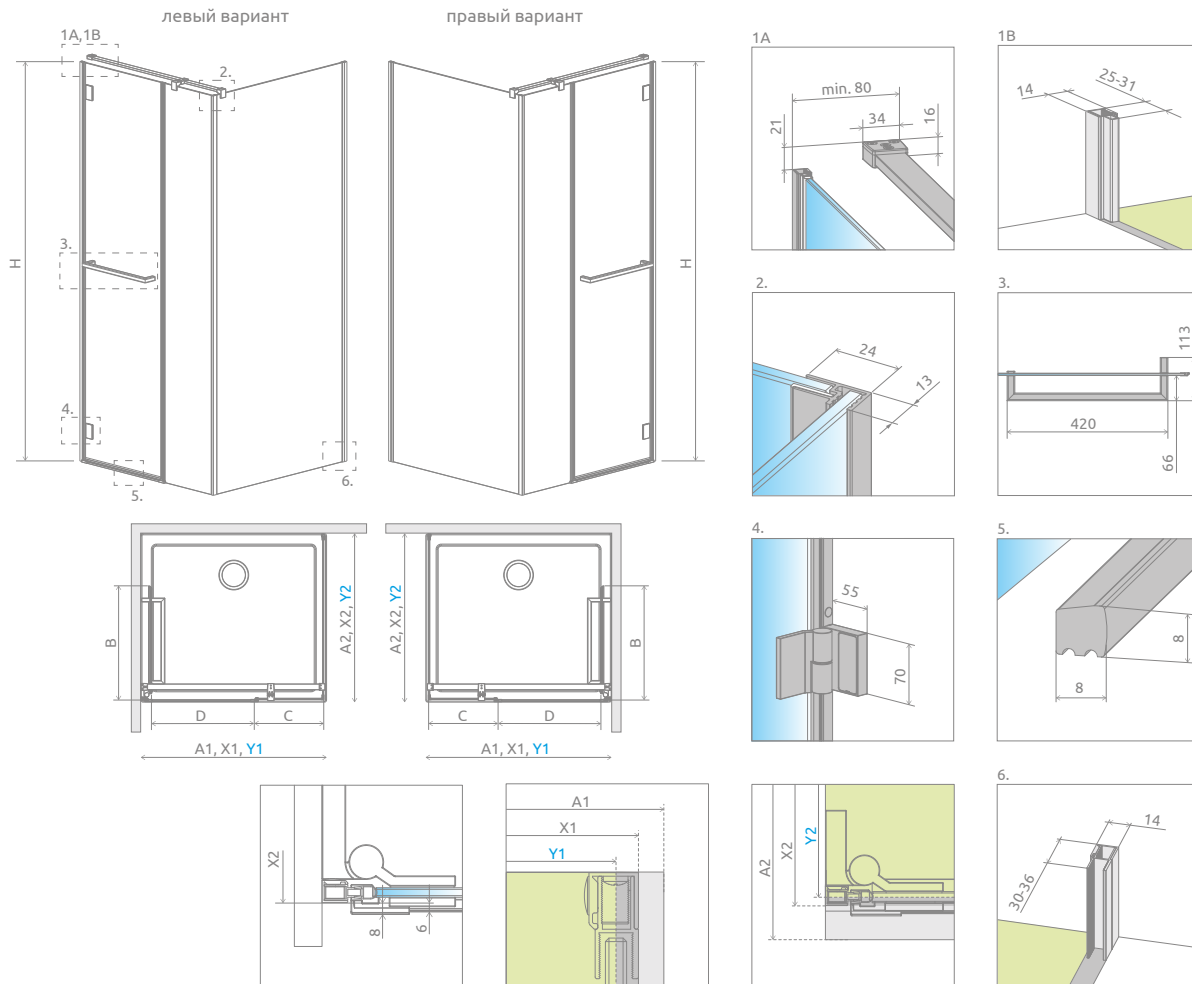 левый вариант
правый вариант
1A,1B
2.
H
3.
4.
5.
6.
H
1A
min. 80
34
16
21
1B
14
25-31
2.
24
13
3.
113
420
66
B
D
C
A2, X2, Y2
A1, X1, Y1
A2, X2, Y2
B
C
D
A1, X1, Y1
4.
55
70
5.
8
8
X2
8
6
A1
X1
Y1
A2
X2
Y2
6.
14
30-36